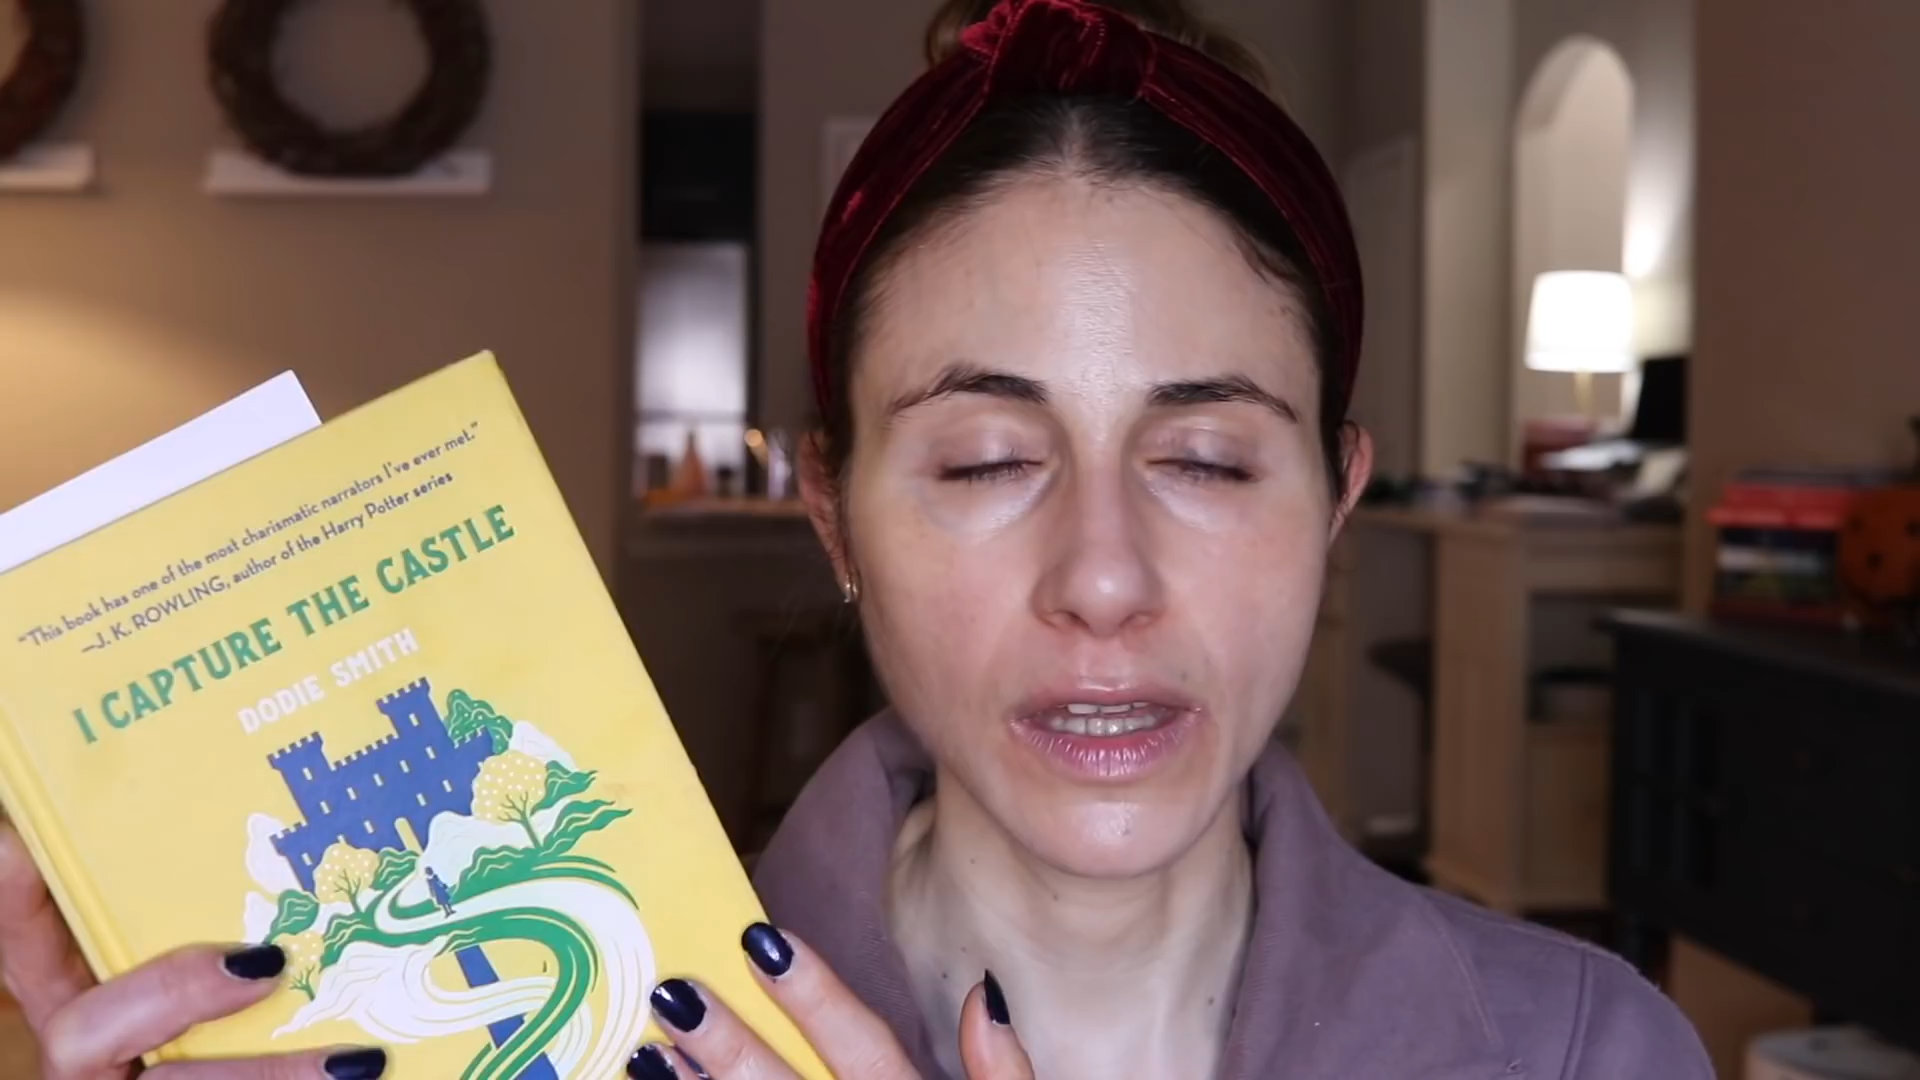 "This book has one of the most charismatic narrators I've ever met."
—J. K. ROWLING, author of the Harry Potter series
I CAPTURE THE CASTLE
DODIE SMITH